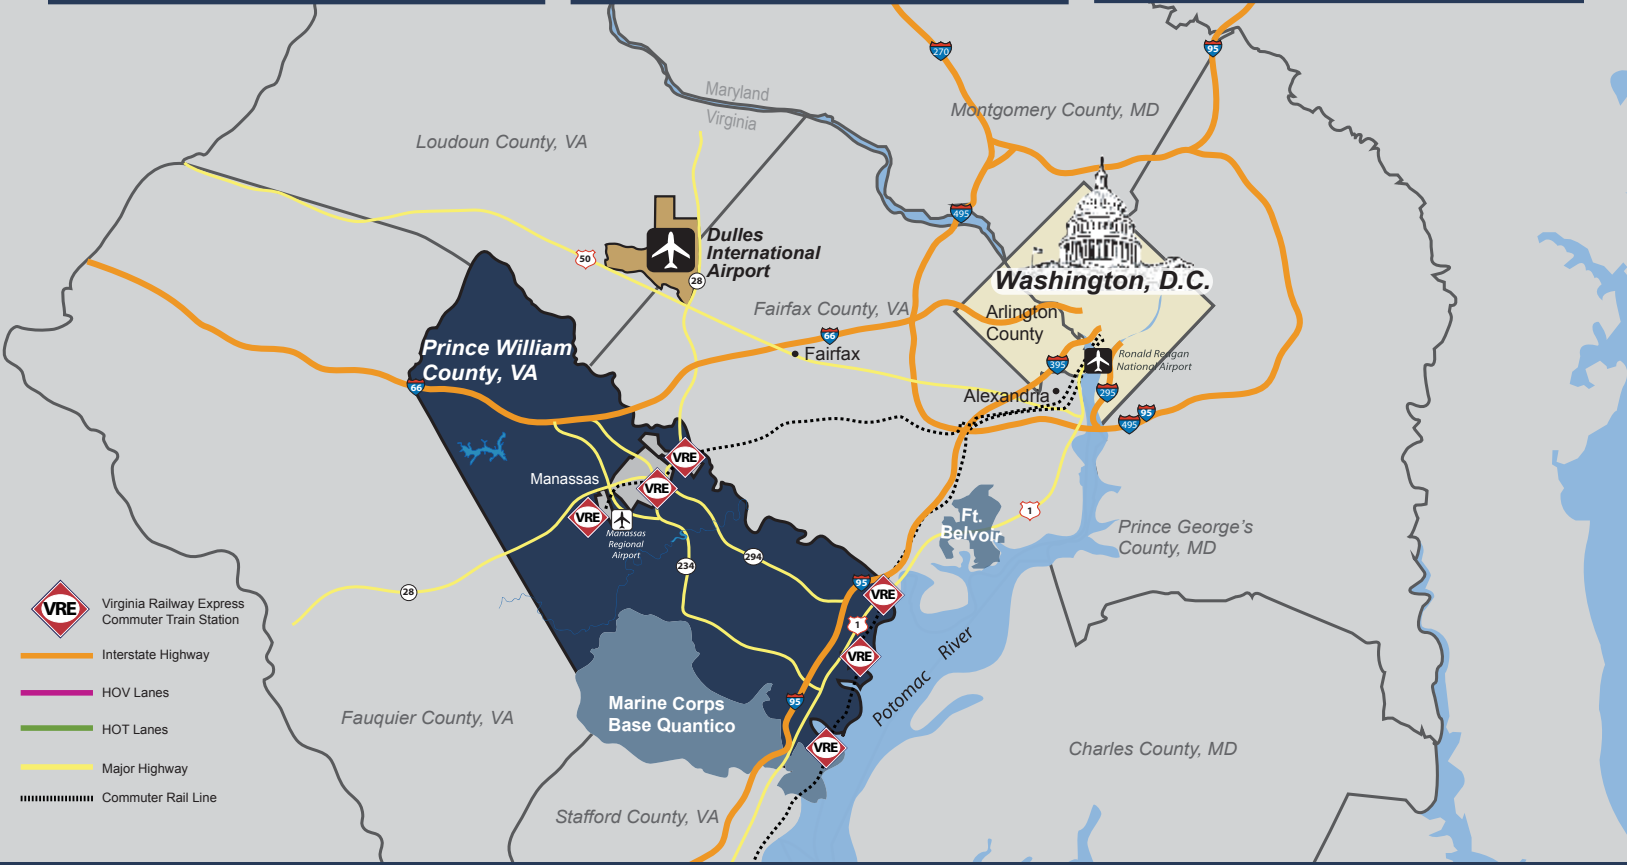 270
95
Maryland
Virginia
Montgomery County, MD
Loudoun County, VA
495
50
Dulles
International
Airport
28
Washington, D.C.
Fairfax County, VA
Arlington
County
66
Fairfax
Prince William
County, VA
66
395
Ronald Reagan
National Airport
Alexandria
295
95
495
VRE
Manassas
VRE
VRE
Manassas
Regional
Airport
1
Ft.
Belvoir
Prince George's
County, MD
294
234
28
95
VRE
1
VRE
Potomac River
95
Marine Corps
Base Quantico
VRE
Fauquier County, VA
Charles County, MD
Stafford County, VA
VRE
Virginia Railway Express
Commuter Train Station
Interstate Highway
HOV Lanes
HOT Lanes
Major Highway
Commuter Rail Line